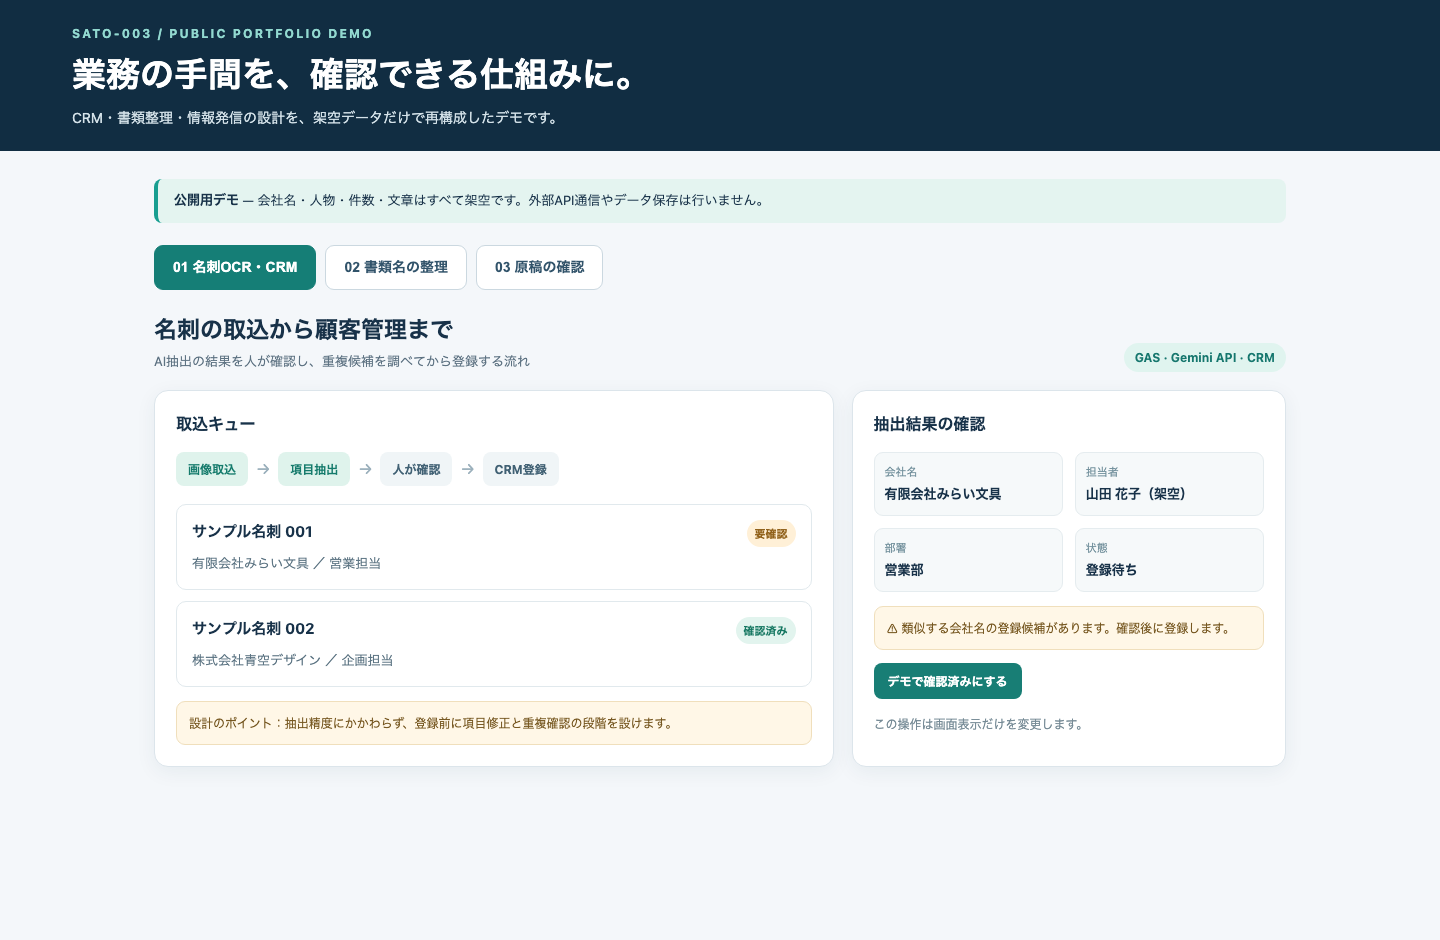 SATO-003 / PUBLIC PORTFOLIO DEMO
業務の手間を、確認できる仕組みに。
CRM・書類整理・情報発信の設計を、架空データだけで再構成したデモです。
公開用デモ — 会社名・人物・件数・文章はすべて架空です。外部API通信やデータ保存は行いません。
01 名刺OCR・CRM
02 書類名の整理
03 原稿の確認
名刺の取込から顧客管理まで
AI抽出の結果を人が確認し、重複候補を調べてから登録する流れ
GAS · Gemini API · CRM
取込キュー
画像取込 → 項目抽出 → 人が確認 → CRM登録
サンプル名刺 001
要確認
有限会社みらい文具 ／ 営業担当
サンプル名刺 002
確認済み
株式会社青空デザイン ／ 企画担当
設計のポイント：抽出精度にかかわらず、登録前に項目修正と重複確認の段階を設けます。
抽出結果の確認
会社名
有限会社みらい文具
担当者
山田 花子（架空）
部署
営業部
状態
登録待ち
⚠ 類似する会社名の登録候補があります。確認後に登録します。
デモで確認済みにする
この操作は画面表示だけを変更します。